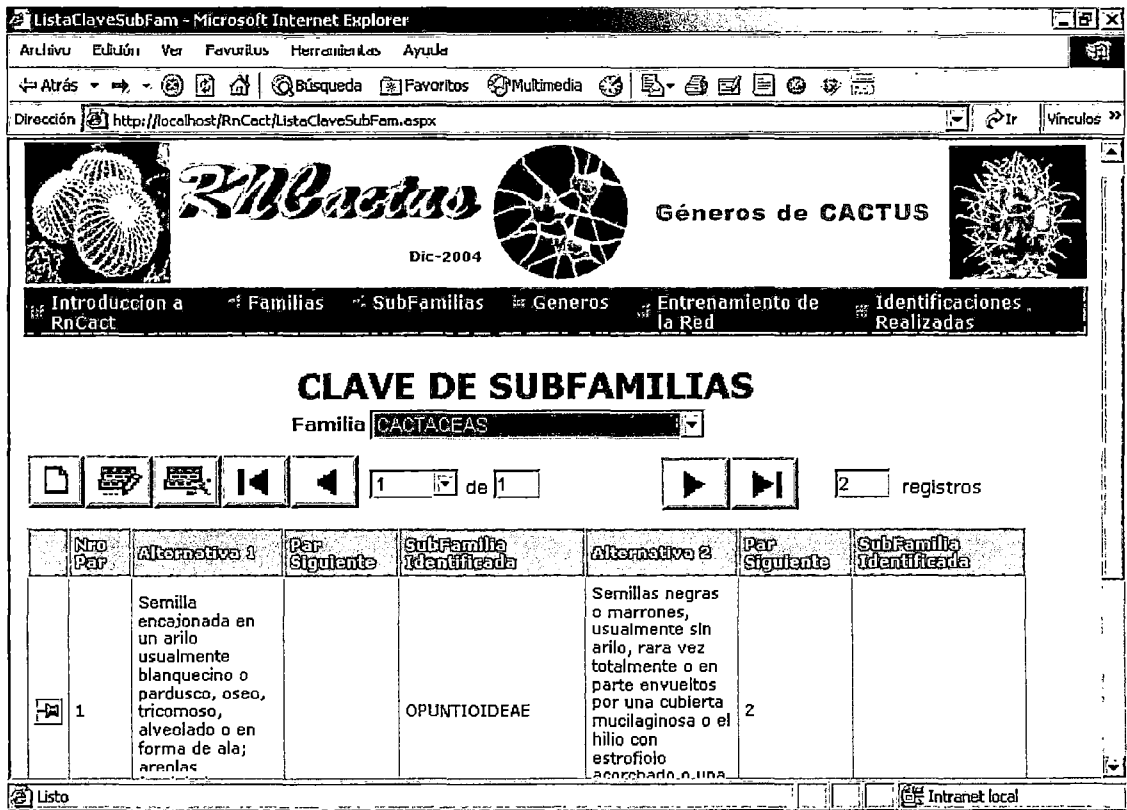 ListaClaveSubFam - Microsoft Internet Explorer
Archivo Edición Ver Favoritos Herramientas Ayuda
Atrás Búsqueda Favoritos Multimedia
Dirección http://localhost/RnCact/ListaClaveSubFam.aspx Ir Vínculos »
RNCactus
Géneros de CACTUS
Dic-2004
Introduccion a RnCact
Familias
SubFamilias
Generos
Entrenamiento de la Red
Identificaciones Realizadas
CLAVE DE SUBFAMILIAS
Familia CACTACEAS
1 de 1 2 registros
Nro Par
Alternativa 1
Par Siguiente
SubFamilia Identificada
Alternativa 2
Par Siguiente
SubFamilia Identificada
1
Semilla
encajonada en
un arilo
usualmente
blanquecino o
pardusco, oseo,
tricomoso,
alveolado o en
forma de ala;
areolas
OPUNTIOIDEAE
Semillas negras
o marrones,
usualmente sin
arilo, rara vez
totalmente o en
parte envueltos
por una cubierta
mucilaginosa o el
hilio con
estrofiolo
acorchado o una
2
Listo
Intranet local